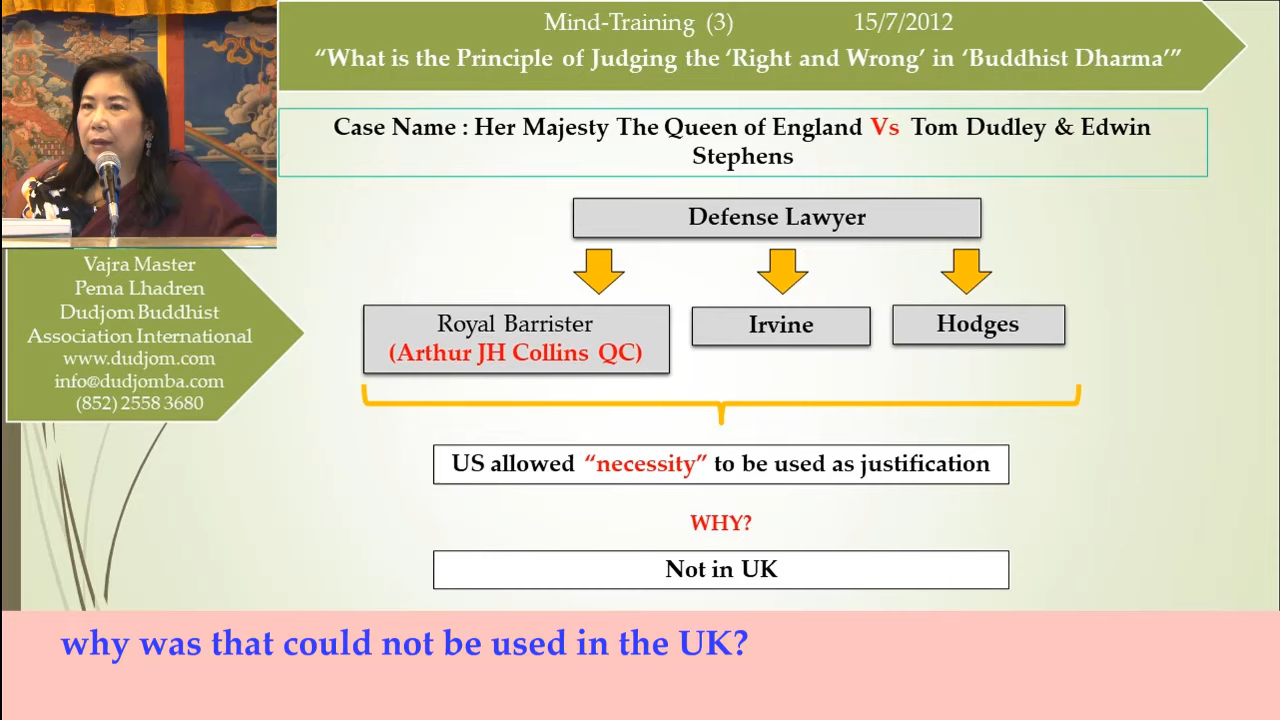 Mind-Training (3) 15/7/2012
“What is the Principle of Judging the ‘Right and Wrong’ in ‘Buddhist Dharma’”
Case Name : Her Majesty The Queen of England Vs Tom Dudley & Edwin
Stephens
Defense Lawyer
Royal Barrister
(Arthur JH Collins QC)
Irvine
Hodges
US allowed “necessity” to be used as justification
WHY?
Not in UK
Vajra Master
Pema Lhadren
Dudjom Buddhist
Association International
www.dudjom.com
info@dudjomba.com
(852) 2558 3680
why was that could not be used in the UK?